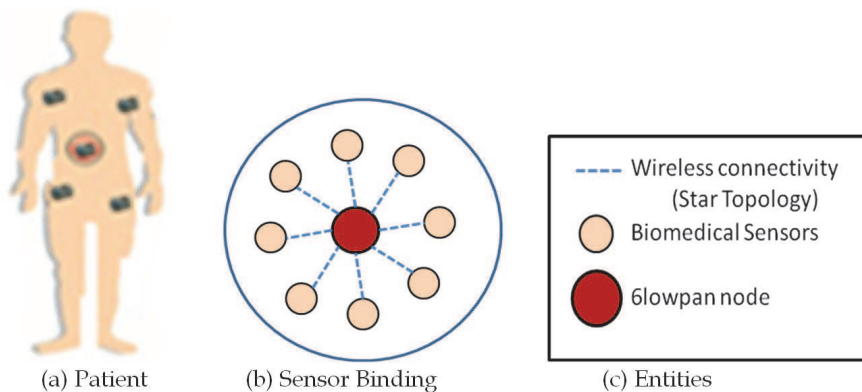 Wireless connectivity
(Star Topology)
Biomedical Sensors
6lowpan node
(a) Patient
(b) Sensor Binding
(c) Entities